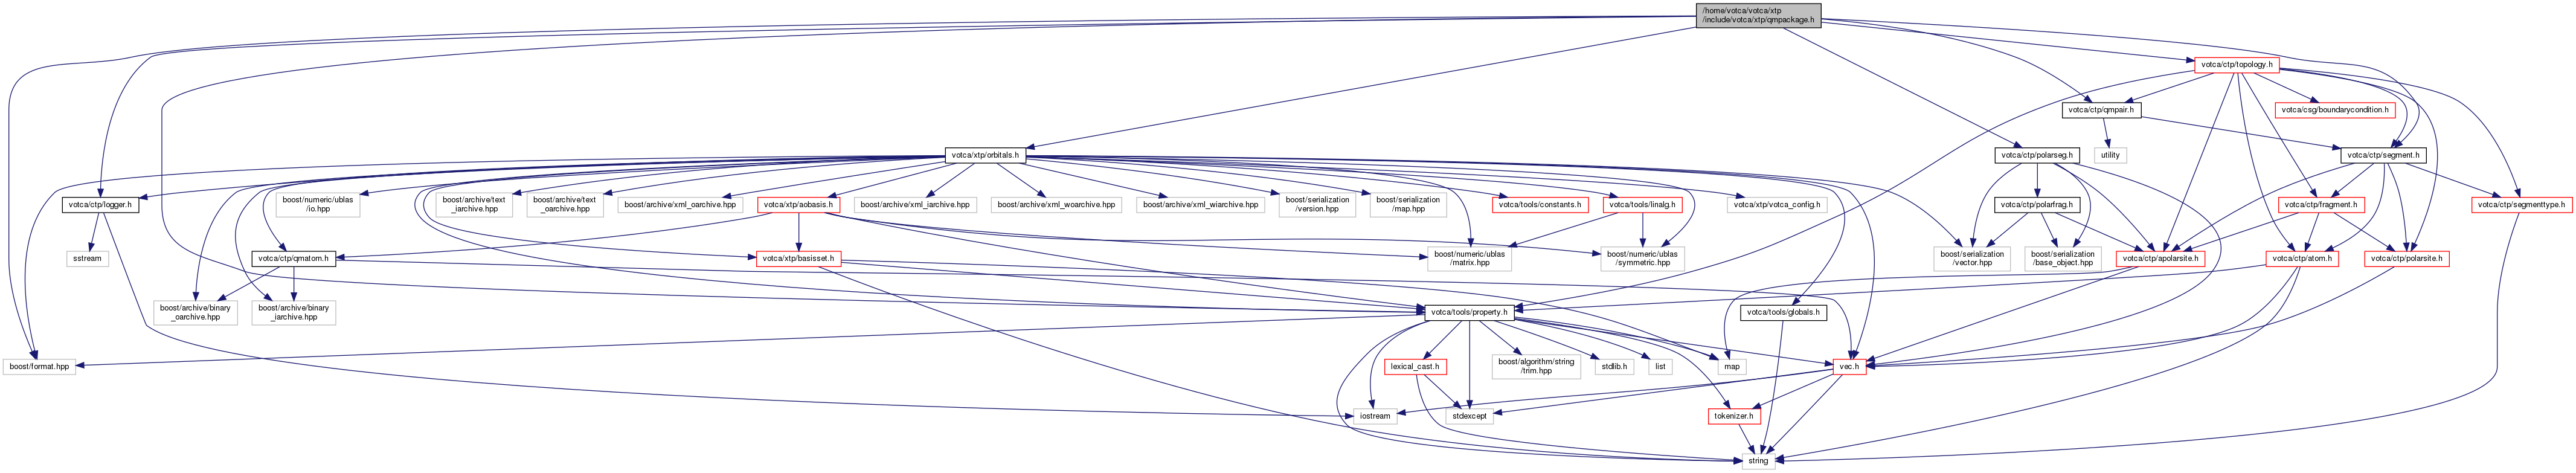 /home/votca/votca/xtp
/include/votca/xtp/qmpackage.h
votca/ctp/topology.h
votca/ctp/qmpair.h
votca/csg/boundarycondition.h
votca/xtp/orbitals.h
votca/ctp/polarseg.h
utility
votca/ctp/segment.h
votca/ctp/logger.h
boost/numeric/ublas
/io.hpp
boost/archive/text
_iarchive.hpp
boost/archive/text
_oarchive.hpp
boost/archive/xml_oarchive.hpp
votca/xtp/aobasis.h
boost/archive/xml_iarchive.hpp
boost/archive/xml_woarchive.hpp
boost/archive/xml_wiarchive.hpp
boost/serialization
/version.hpp
boost/serialization
/map.hpp
votca/tools/constants.h
votca/tools/linalg.h
votca/xtp/votca_config.h
votca/ctp/polarfrag.h
votca/ctp/fragment.h
votca/ctp/segmenttype.h
sstream
votca/ctp/qmatom.h
votca/xtp/basisset.h
boost/numeric/ublas
/matrix.hpp
boost/numeric/ublas
/symmetric.hpp
boost/serialization
/vector.hpp
boost/serialization
/base_object.hpp
votca/ctp/apolarsite.h
votca/ctp/atom.h
votca/ctp/polarsite.h
boost/archive/binary
_oarchive.hpp
boost/archive/binary
_iarchive.hpp
votca/tools/property.h
votca/tools/globals.h
boost/format.hpp
lexical_cast.h
boost/algorithm/string
/trim.hpp
stdlib.h
list
map
vec.h
iostream
stdexcept
tokenizer.h
string